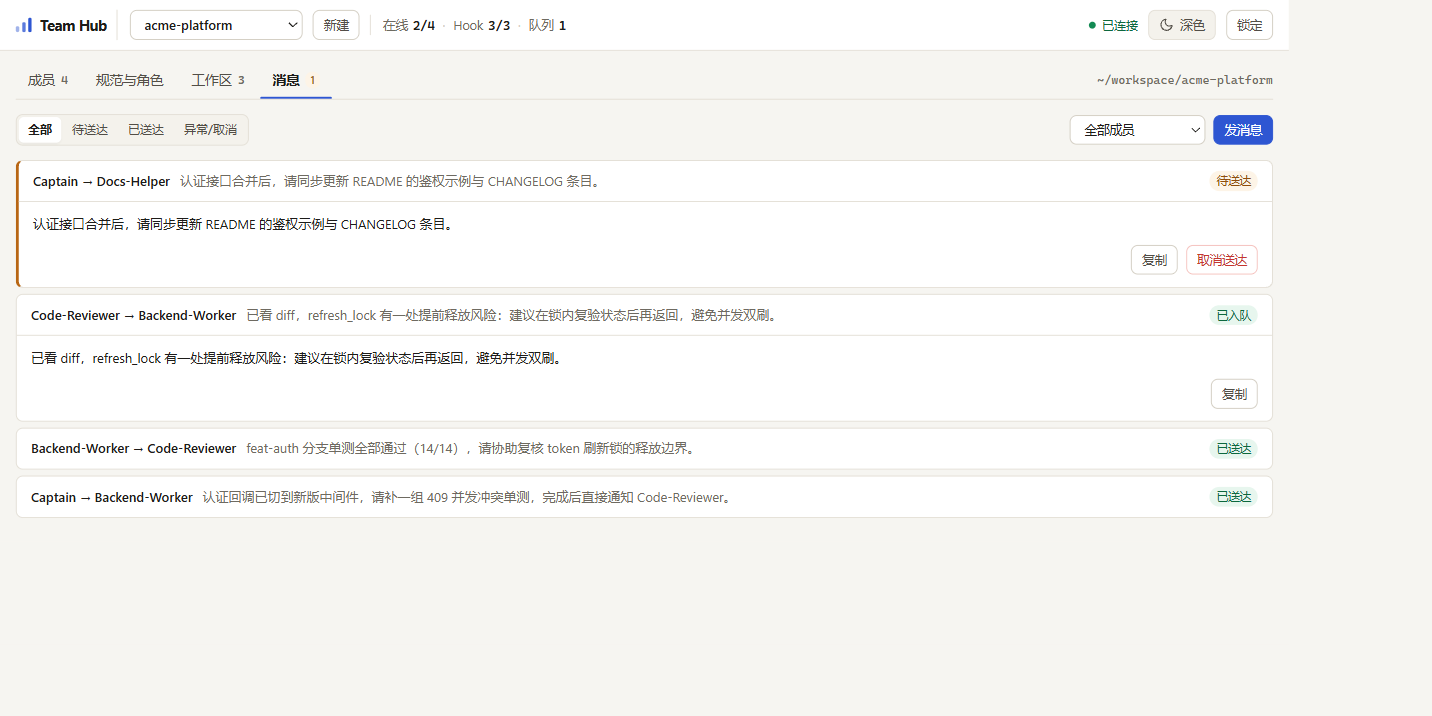 Team Hub acme-platform 新建 在线 2/4 · Hook 3/3 · 队列 1 已连接 深色 锁定
成员 4 规范与角色 工作区 3 消息 1 ~/workspace/acme-platform
全部 待送达 已送达 异常/取消 全部成员 发消息
Captain → Docs-Helper 认证接口合并后，请同步更新 README 的鉴权示例与 CHANGELOG 条目。 待送达
认证接口合并后，请同步更新 README 的鉴权示例与 CHANGELOG 条目。
复制 取消送达
Code-Reviewer → Backend-Worker 已看 diff，refresh_lock 有一处提前释放风险：建议在锁内复验状态后再返回，避免并发双刷。 已入队
已看 diff，refresh_lock 有一处提前释放风险：建议在锁内复验状态后再返回，避免并发双刷。
复制
Backend-Worker → Code-Reviewer feat-auth 分支单测全部通过（14/14），请协助复核 token 刷新锁的释放边界。 已送达
Captain → Backend-Worker 认证回调已切到新版中间件，请补一组 409 并发冲突单测，完成后直接通知 Code-Reviewer。 已送达